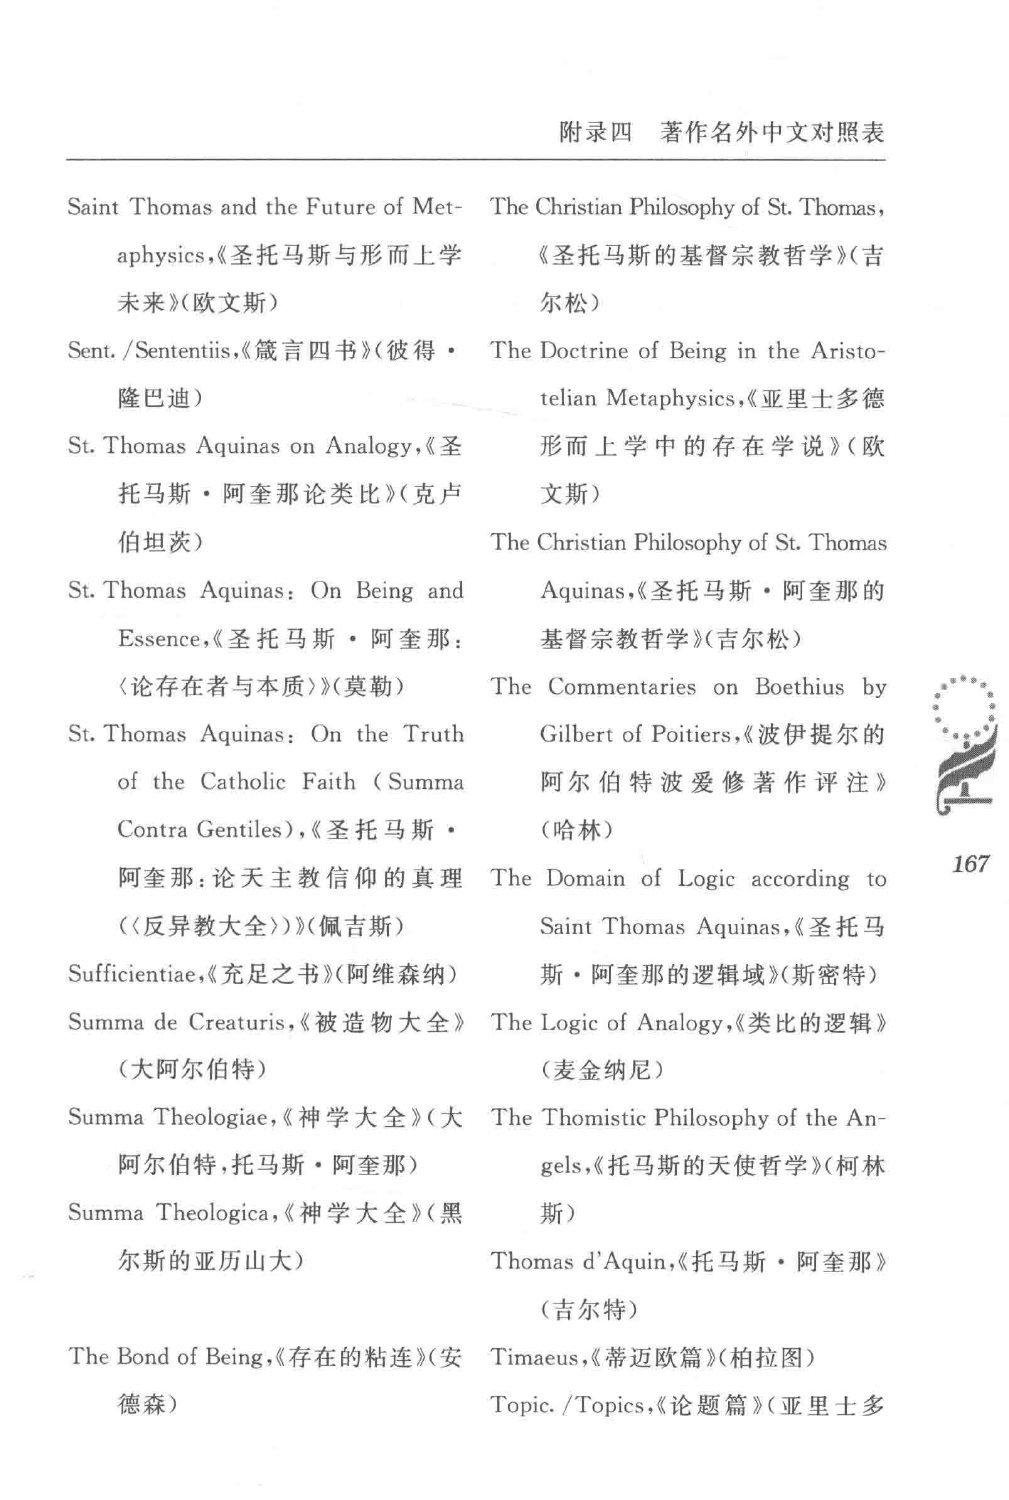 附录四　著作名外中文对照表
Saint Thomas and the Future of Met-
aphysics,《圣托马斯与形而上学
未来》(欧文斯)
Sent. /Sententiis,《箴言四书》(彼得·
隆巴迪)
St. Thomas Aquinas on Analogy,《圣
托马斯·阿奎那论类比》(克卢
伯坦茨)
St. Thomas Aquinas: On Being and
Essence,《圣托马斯·阿奎那:
〈论存在者与本质〉》(莫勒)
St. Thomas Aquinas: On the Truth
of the Catholic Faith (Summa
Contra Gentiles),《圣托马斯·
阿奎那:论天主教信仰的真理
(〈反异教大全〉)》(佩吉斯)
Sufficientiae,《充足之书》(阿维森纳)
Summa de Creaturis,《被造物大全》
(大阿尔伯特)
Summa Theologiae,《神学大全》(大
阿尔伯特,托马斯·阿奎那)
Summa Theologica,《神学大全》(黑
尔斯的亚历山大)
The Bond of Being,《存在的粘连》(安
德森)
The Christian Philosophy of St. Thomas,
《圣托马斯的基督宗教哲学》(吉
尔松)
The Doctrine of Being in the Aristo-
telian Metaphysics,《亚里士多德
形而上学中的存在学说》(欧
文斯)
The Christian Philosophy of St. Thomas
Aquinas,《圣托马斯·阿奎那的
基督宗教哲学》(吉尔松)
The Commentaries on Boethius by
Gilbert of Poitiers,《波伊提尔的
阿尔伯特波爱修著作评注》
(哈林)
The Domain of Logic according to
Saint Thomas Aquinas,《圣托马
斯·阿奎那的逻辑域》(斯密特)
The Logic of Analogy,《类比的逻辑》
(麦金纳尼)
The Thomistic Philosophy of the An-
gels,《托马斯的天使哲学》(柯林
斯)
Thomas d'Aquin,《托马斯·阿奎那》
(吉尔特)
Timaeus,《蒂迈欧篇》(柏拉图)
Topic. /Topics,《论题篇》(亚里士多
167